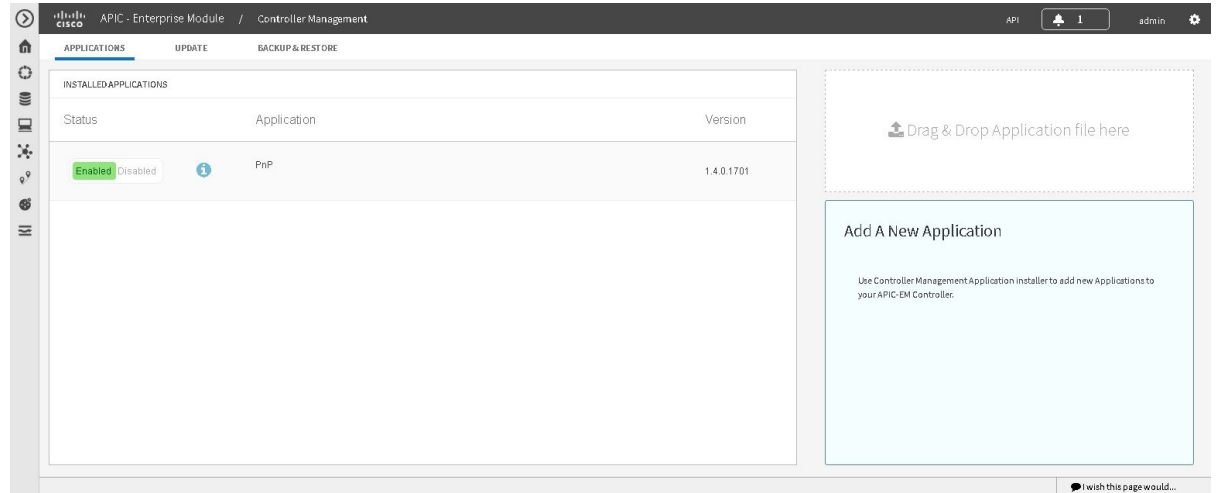 CISCO APIC - Enterprise Module / Controller Management API 1 admin
APPLICATIONS UPDATE BACKUP & RESTORE
INSTALLED APPLICATIONS
Status Application Version
Enabled Disabled PnP 1.4.0.1701
Drag & Drop Application file here
Add A New Application
Use Controller Management Application installer to add new Applications to
your APIC-EM Controller.
I wish this page would...